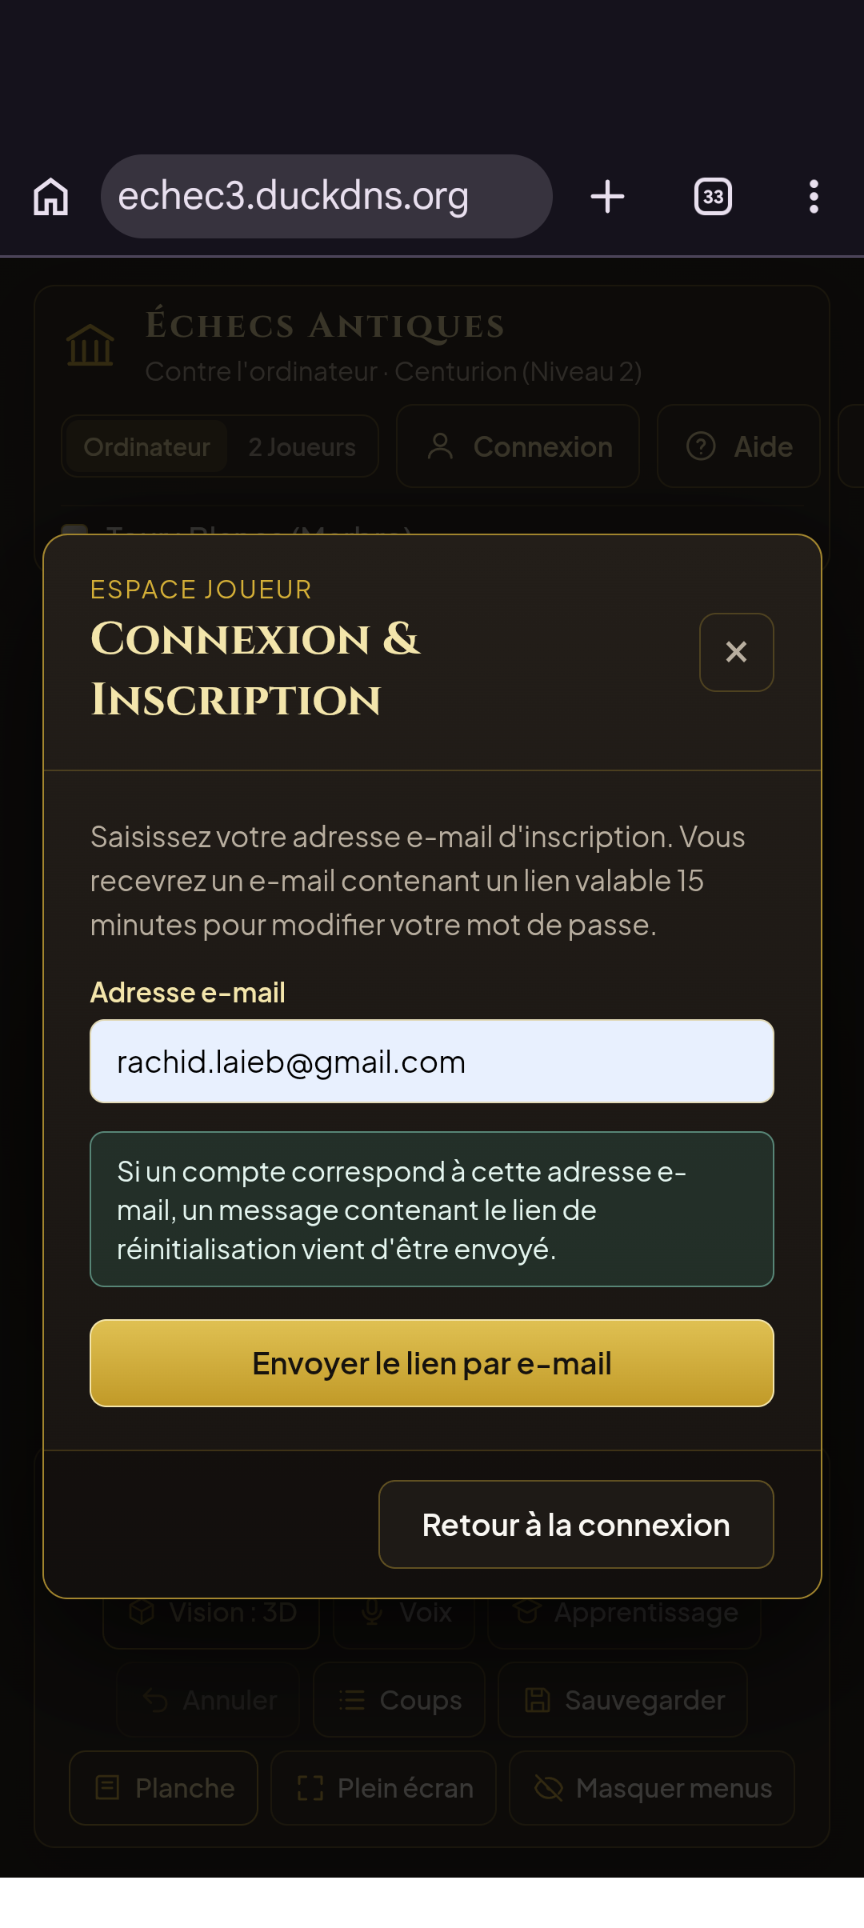 echec3.duckdns.org
33
Échecs Antiques
Contre l'ordinateur · Centurion (Niveau 2)
Ordinateur
2 Joueurs
Connexion
Aide
ESPACE JOUEUR
Connexion &
Inscription
Saisissez votre adresse e-mail d'inscription. Vous
recevrez un e-mail contenant un lien valable 15
minutes pour modifier votre mot de passe.
Adresse e-mail
rachid.laieb@gmail.com
Si un compte correspond à cette adresse e-
mail, un message contenant le lien de
réinitialisation vient d'être envoyé.
Envoyer le lien par e-mail
Retour à la connexion
Vision : 3D
Voix
Apprentissage
Annuler
Coups
Sauvegarder
Planche
Plein écran
Masquer menus